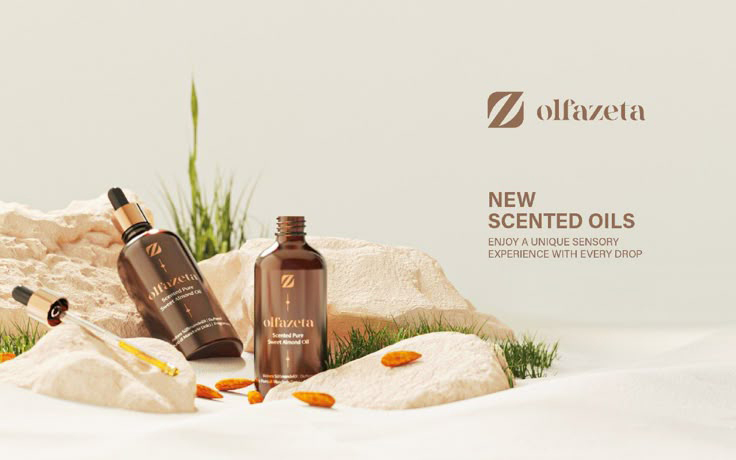 olfazeta
NEW
SCENTED OILS
ENJOY A UNIQUE SENSORY
EXPERIENCE WITH EVERY DROP
olfazeta
Scented Pure
Sweet Almond Oil
olfazeta
Scented Pure
Sweet Almond Oil